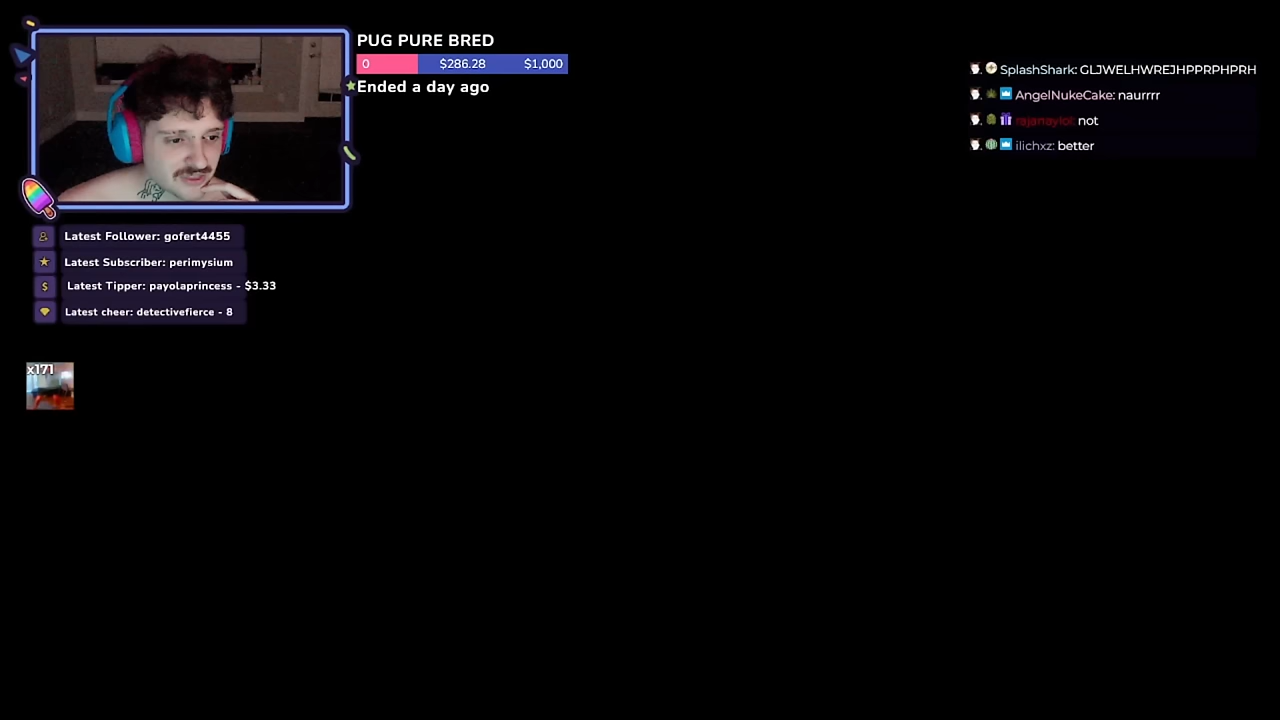 PUG PURE BRED
0 $286.28 $1,000
Ended a day ago
SplashShark: GLJWELHWREJHPPRPHPRH
AngelNukeCake: naurrrr
rajanaylol: not
ilichxz: better
Latest Follower: gofert4455
Latest Subscriber: perimysium
Latest Tipper: payolaprincess - $3.33
Latest cheer: detectivefierce - 8
x171